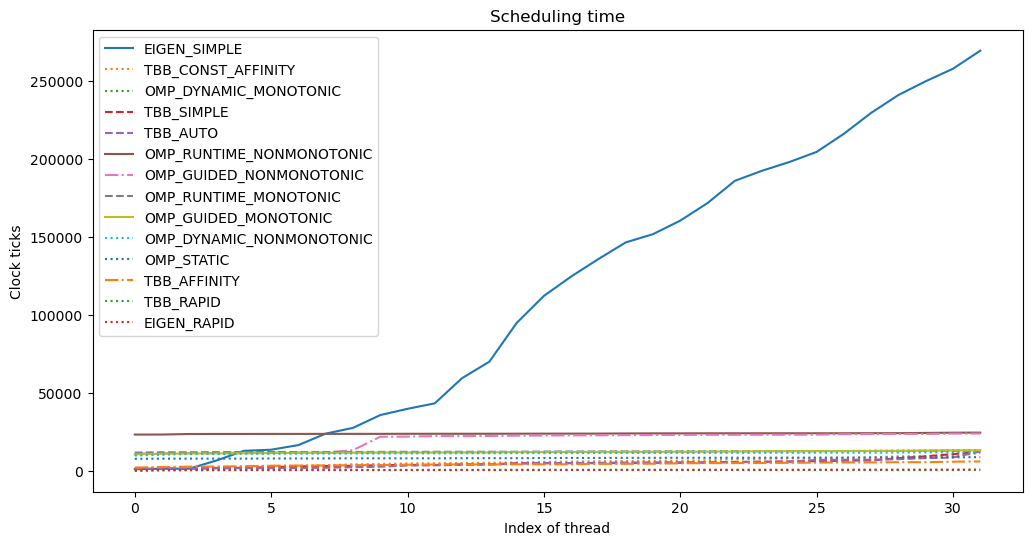 Scheduling time
EIGEN_SIMPLE
TBB_CONST_AFFINITY
OMP_DYNAMIC_MONOTONIC
TBB_SIMPLE
TBB_AUTO
OMP_RUNTIME_NONMONOTONIC
OMP_GUIDED_NONMONOTONIC
OMP_RUNTIME_MONOTONIC
OMP_GUIDED_MONOTONIC
OMP_DYNAMIC_NONMONOTONIC
OMP_STATIC
TBB_AFFINITY
TBB_RAPID
EIGEN_RAPID
250000
200000
150000
100000
50000
0
Clock ticks
0 5 10 15 20 25 30
Index of thread